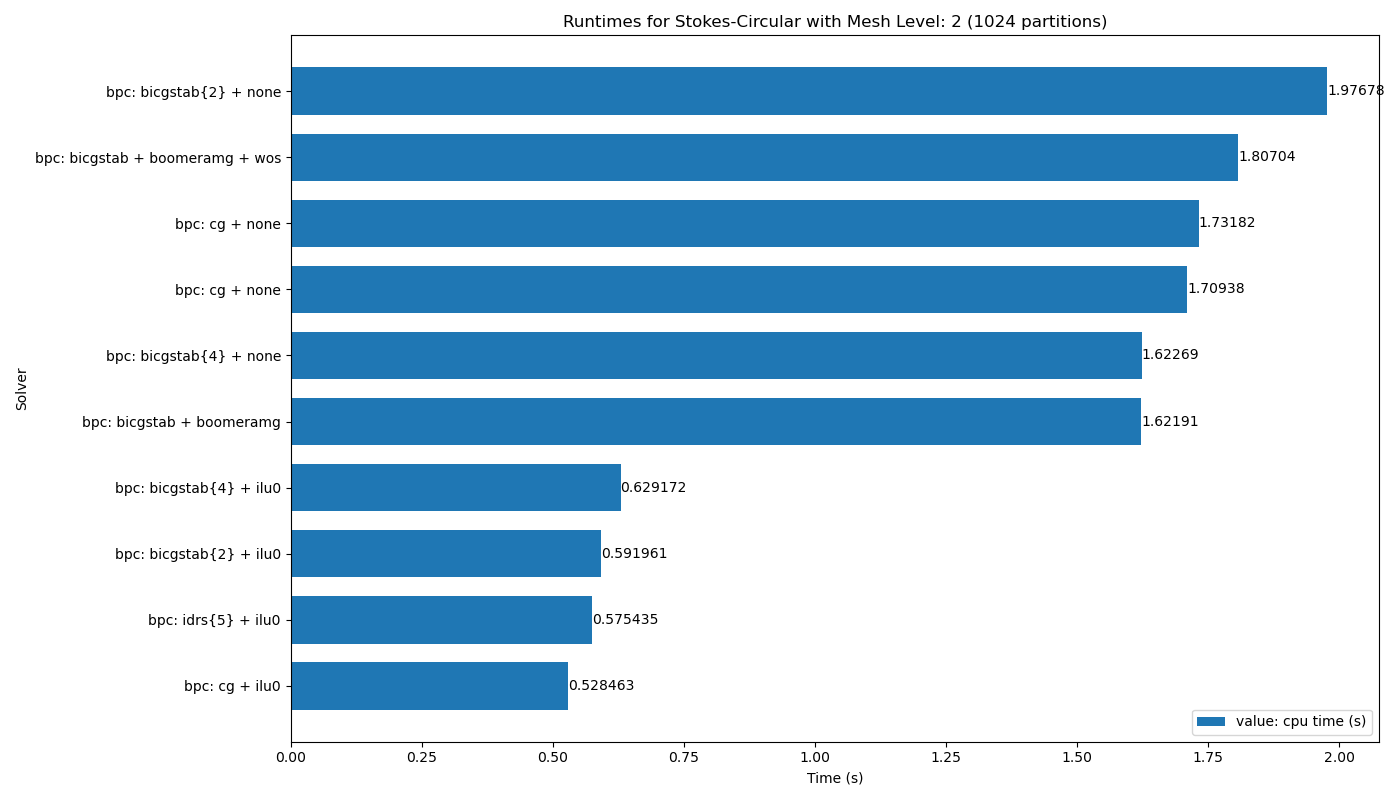 Runtimes for Stokes-Circular with Mesh Level: 2 (1024 partitions)
Solver
bpc: bicgstab{2} + none 1.97678
bpc: bicgstab + boomeramg + wos 1.80704
bpc: cg + none 1.73182
bpc: cg + none 1.70938
bpc: bicgstab{4} + none 1.62269
bpc: bicgstab + boomeramg 1.62191
bpc: bicgstab{4} + ilu0 0.629172
bpc: bicgstab{2} + ilu0 0.591961
bpc: idrs{5} + ilu0 0.575435
bpc: cg + ilu0 0.528463
value: cpu time (s)
0.00 0.25 0.50 0.75 1.00 1.25 1.50 1.75 2.00
Time (s)